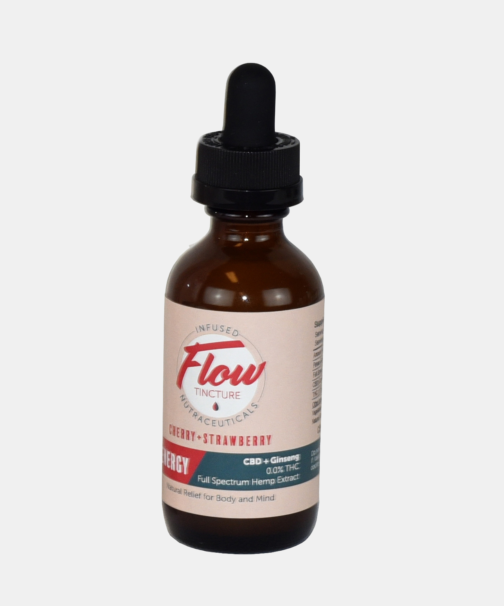 INFUSED
Flow
TINCTURE
NUTRACEUTICALS
CHERRY+STRAWBERRY
ENERGY
CBD + Ginseng
0.0% THC
Full Spectrum Hemp Extract
Natural Relief for Body and Mind